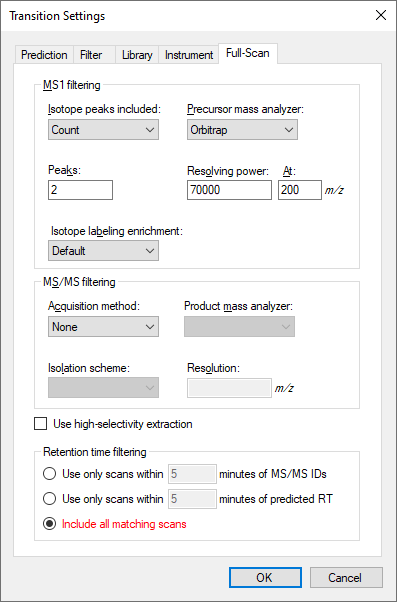 Transition Settings
Prediction Filter Library Instrument Full-Scan
MS1 filtering
Isotope peaks included: Precursor mass analyzer:
Count Orbitrap
Peaks: Resolving power: At:
2 70000 200 m/z
Isotope labeling enrichment:
Default
MS/MS filtering
Acquisition method: Product mass analyzer:
None
Isolation scheme: Resolution:
m/z
Use high-selectivity extraction
Retention time filtering
Use only scans within 5 minutes of MS/MS IDs
Use only scans within 5 minutes of predicted RT
Include all matching scans
OK Cancel